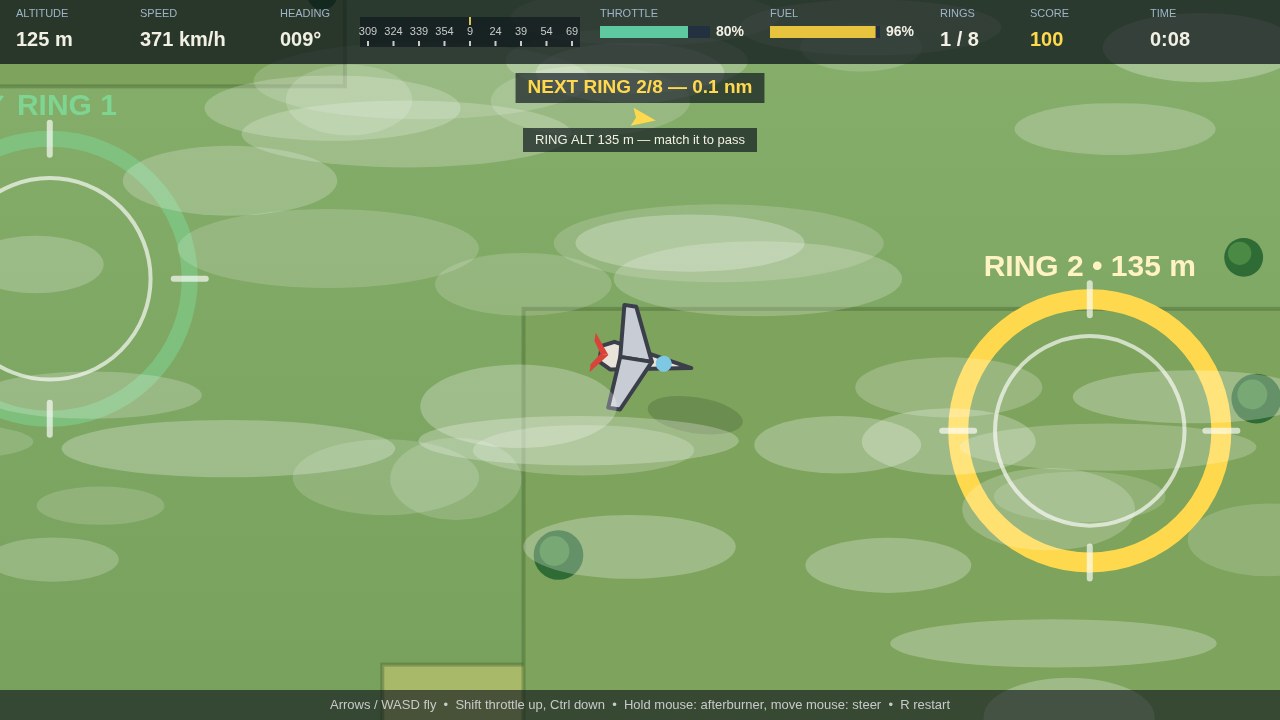 ALTITUDE
125 m
SPEED
371 km/h
HEADING
009°
309 324 339 354 9 24 39 54 69
THROTTLE
80%
FUEL
96%
RINGS
1 / 8
SCORE
100
TIME
0:08
NEXT RING 2/8 — 0.1 nm
RING ALT 135 m — match it to pass
RING 1
RING 2 • 135 m
Arrows / WASD fly • Shift throttle up, Ctrl down • Hold mouse: afterburner, move mouse: steer • R restart